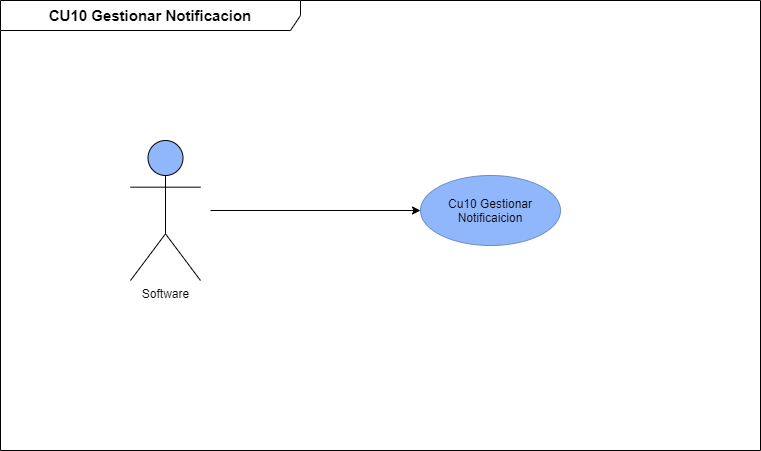 CU10 Gestionar Notificacion
Cu10 Gestionar
Notificaicion
Software